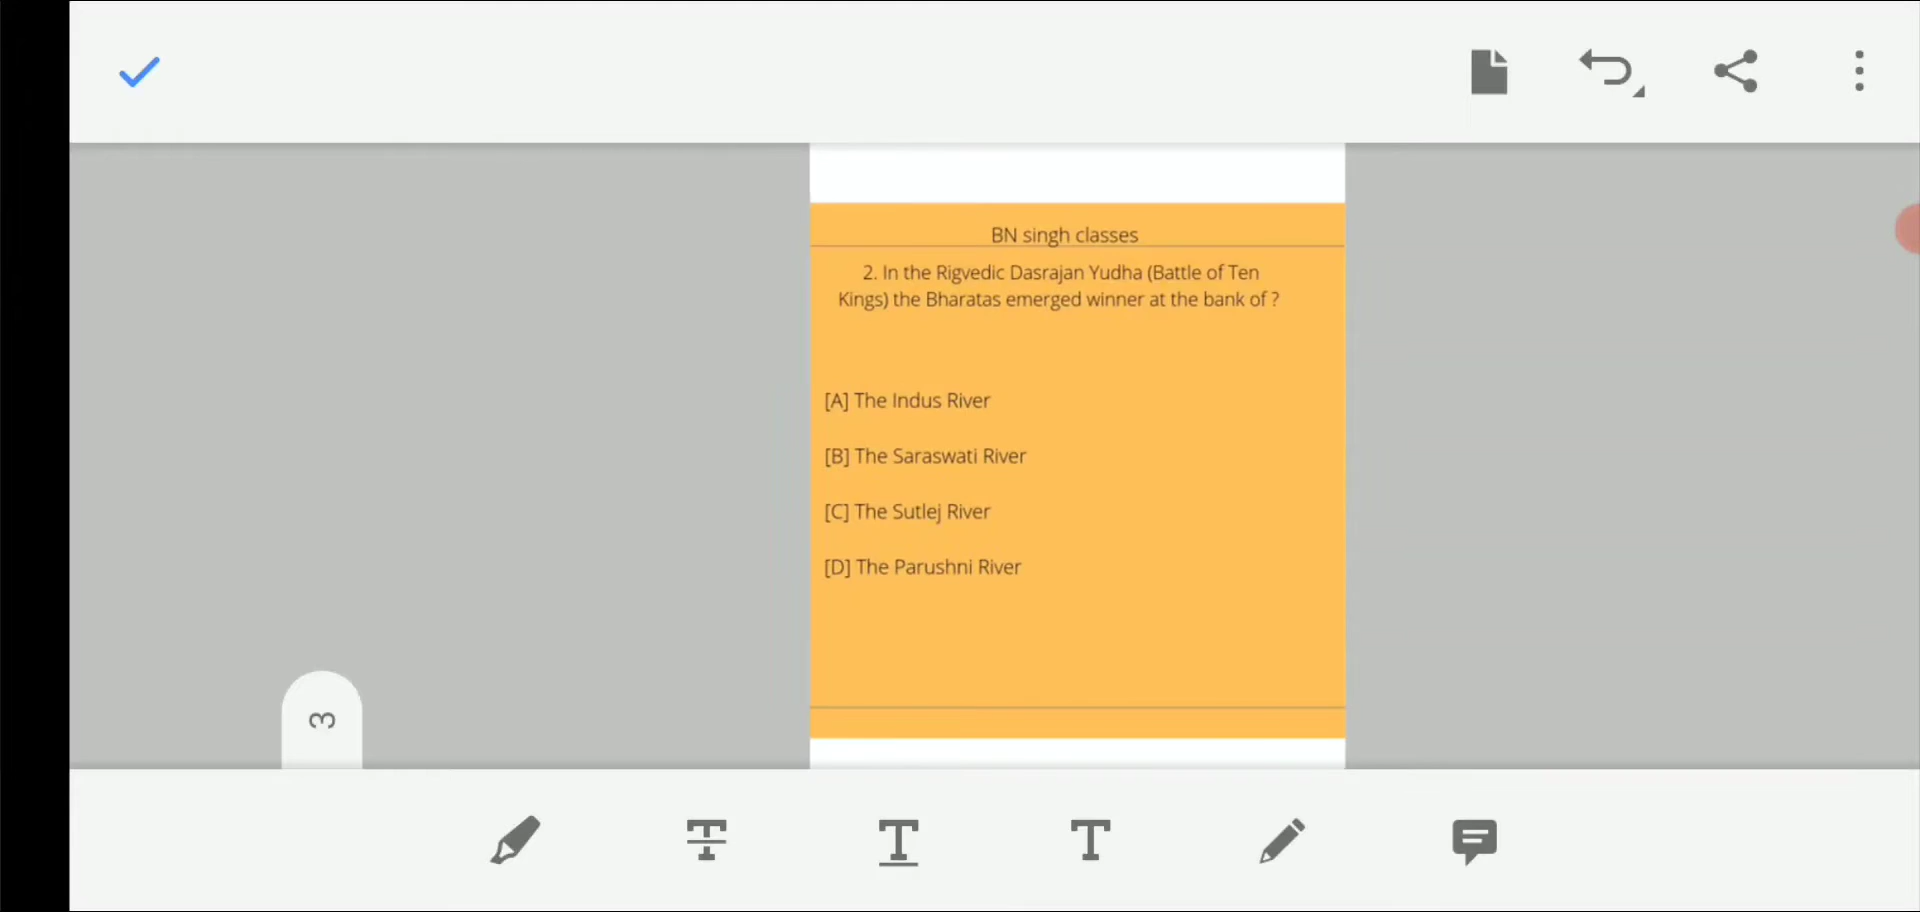 BN singh classes
2. In the Rigvedic Dasrajan Yudha (Battle of Ten
Kings) the Bharatas emerged winner at the bank of ?
[A] The Indus River
[B] The Saraswati River
[C] The Sutlej River
[D] The Parushni River
3